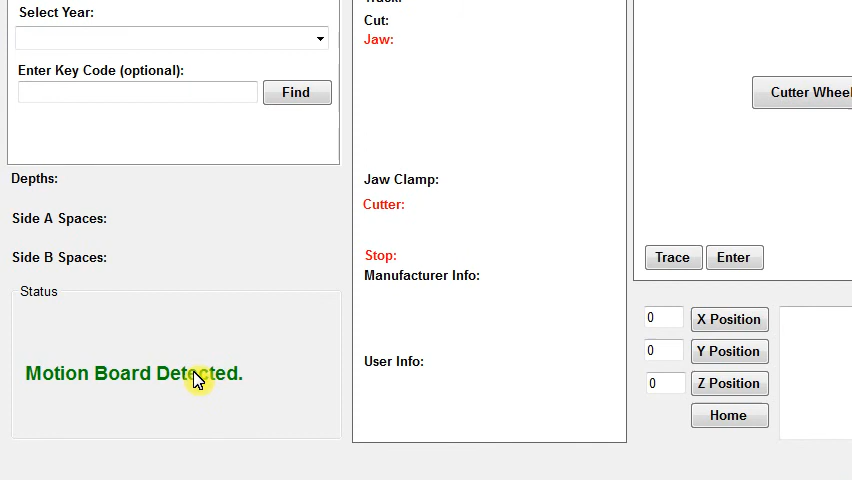 Select Year:
Enter Key Code (optional):
Find
Depths:
Side A Spaces:
Side B Spaces:
Status
Motion Board Detected.
Cut:
Jaw:
Jaw Clamp:
Cutter:
Stop:
Manufacturer Info:
User Info:
Cutter Wheel
Trace
Enter
0
X Position
0
Y Position
0
Z Position
Home